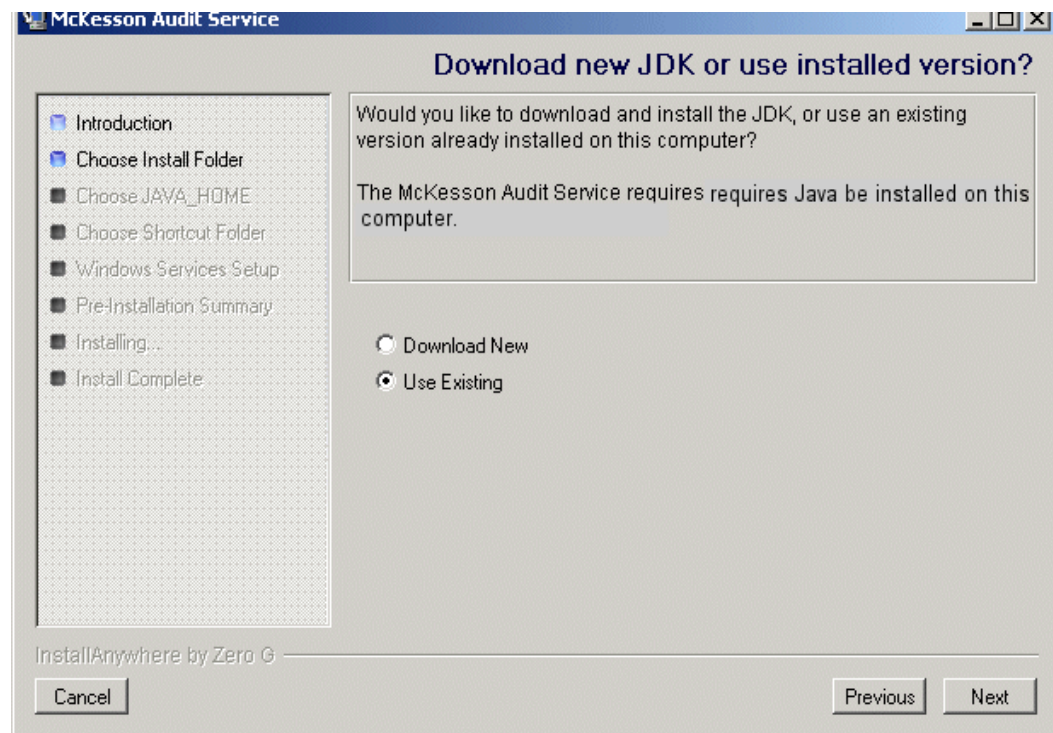 McKesson Audit Service
Download new JDK or use installed version?
Introduction
Choose Install Folder
Choose JAVA_HOME
Choose Shortcut Folder
Windows Services Setup
Pre-Installation Summary
Installing...
Install Complete
Would you like to download and install the JDK, or use an existing
version already installed on this computer?
The McKesson Audit Service requires requires Java be installed on this
computer.
Download New
Use Existing
InstallAnywhere by Zero G
Cancel
Previous
Next